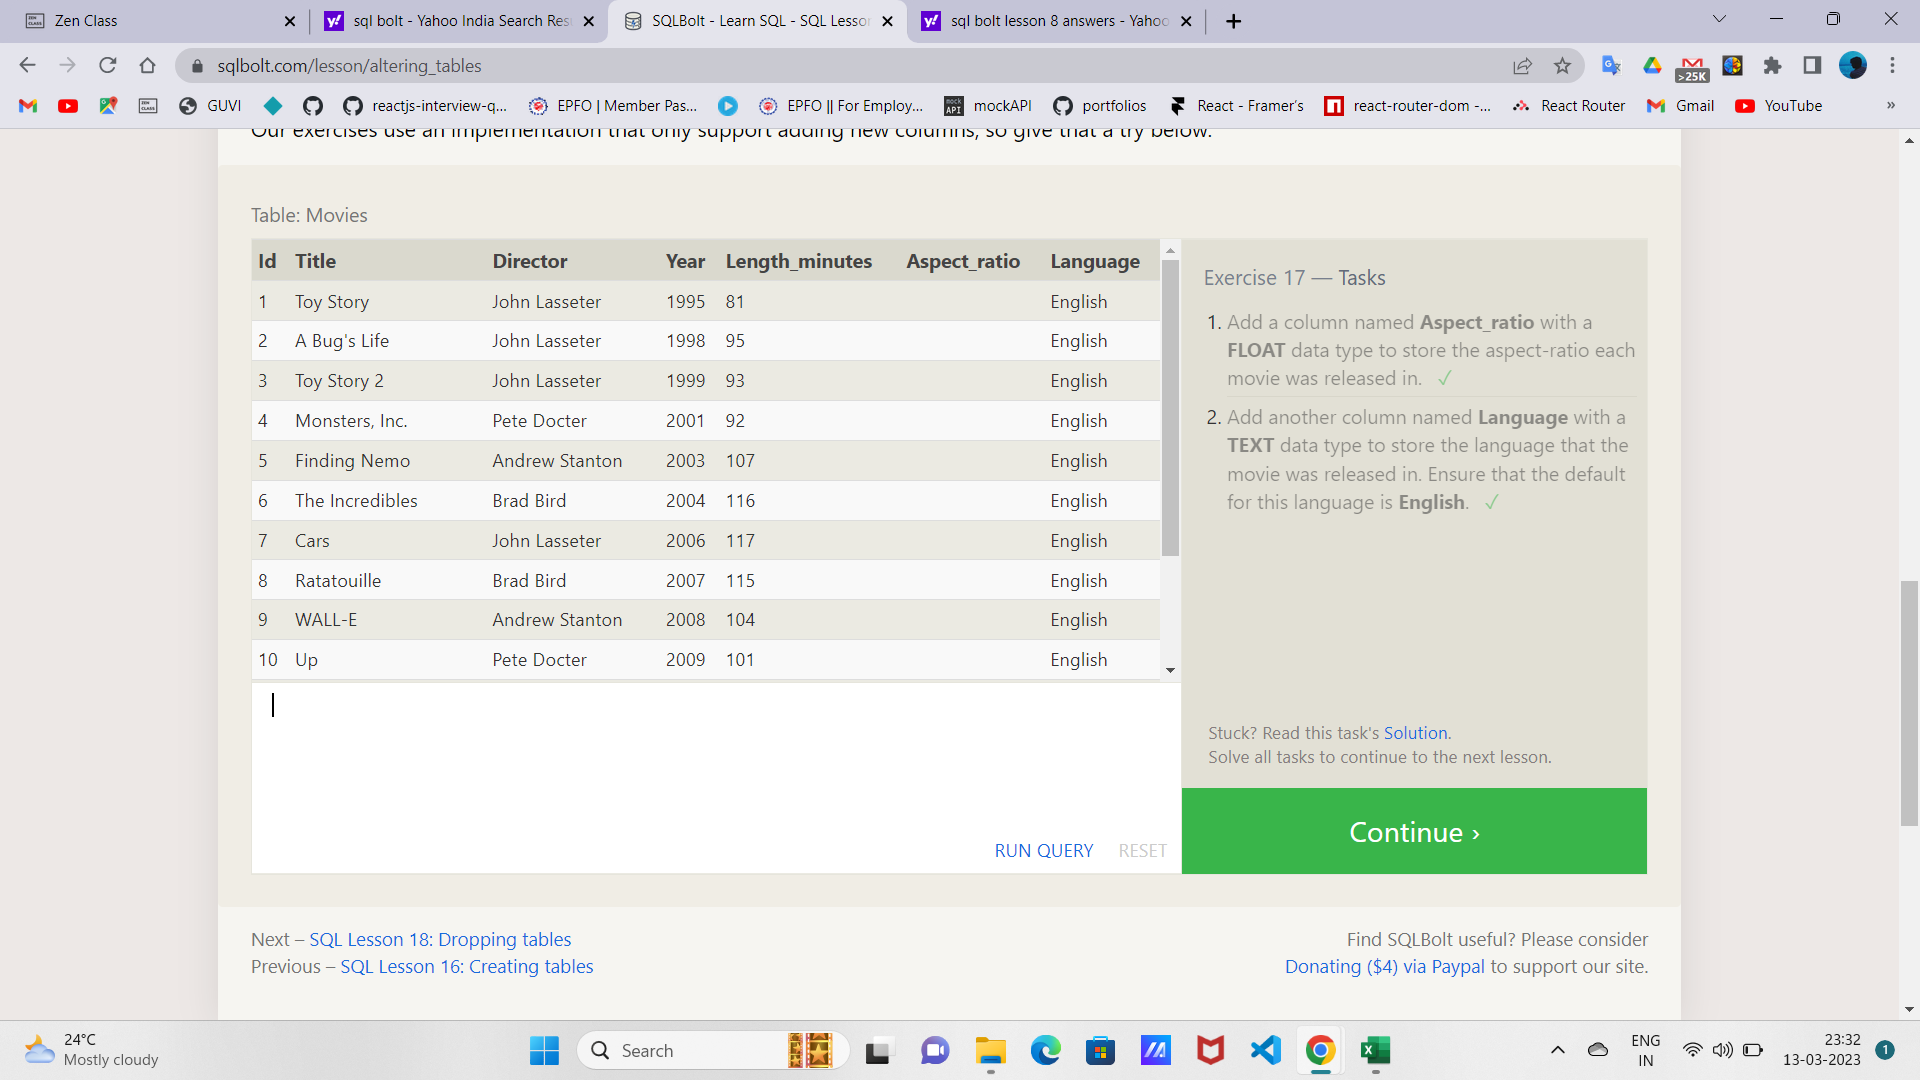 Zen Class
sql bolt - Yahoo India Search Res
SQLBolt - Learn SQL - SQL Lesson
sql bolt lesson 8 answers - Yahoo
sqlbolt.com/lesson/altering_tables
>25K
GUVI
reactjs-interview-q...
EPFO | Member Pas...
EPFO || For Employ...
mockAPI
portfolios
React - Framer's
react-router-dom -...
React Router
Gmail
YouTube
»
Our exercises use an implementation that only support adding new columns, so give that a try below.
Table: Movies
Id Title Director Year Length_minutes Aspect_ratio Language
1 Toy Story John Lasseter 1995 81 English
2 A Bug's Life John Lasseter 1998 95 English
3 Toy Story 2 John Lasseter 1999 93 English
4 Monsters, Inc. Pete Docter 2001 92 English
5 Finding Nemo Andrew Stanton 2003 107 English
6 The Incredibles Brad Bird 2004 116 English
7 Cars John Lasseter 2006 117 English
8 Ratatouille Brad Bird 2007 115 English
9 WALL-E Andrew Stanton 2008 104 English
10 Up Pete Docter 2009 101 English
RUN QUERY RESET
Exercise 17 — Tasks
1. Add a column named Aspect_ratio with a
FLOAT data type to store the aspect-ratio each
movie was released in. ✓
2. Add another column named Language with a
TEXT data type to store the language that the
movie was released in. Ensure that the default
for this language is English. ✓
Stuck? Read this task's Solution.
Solve all tasks to continue to the next lesson.
Continue ›
Next – SQL Lesson 18: Dropping tables
Previous – SQL Lesson 16: Creating tables
Find SQLBolt useful? Please consider
Donating ($4) via Paypal to support our site.
24°C
Mostly cloudy
Search
ENG
IN
23:32
13-03-2023
1